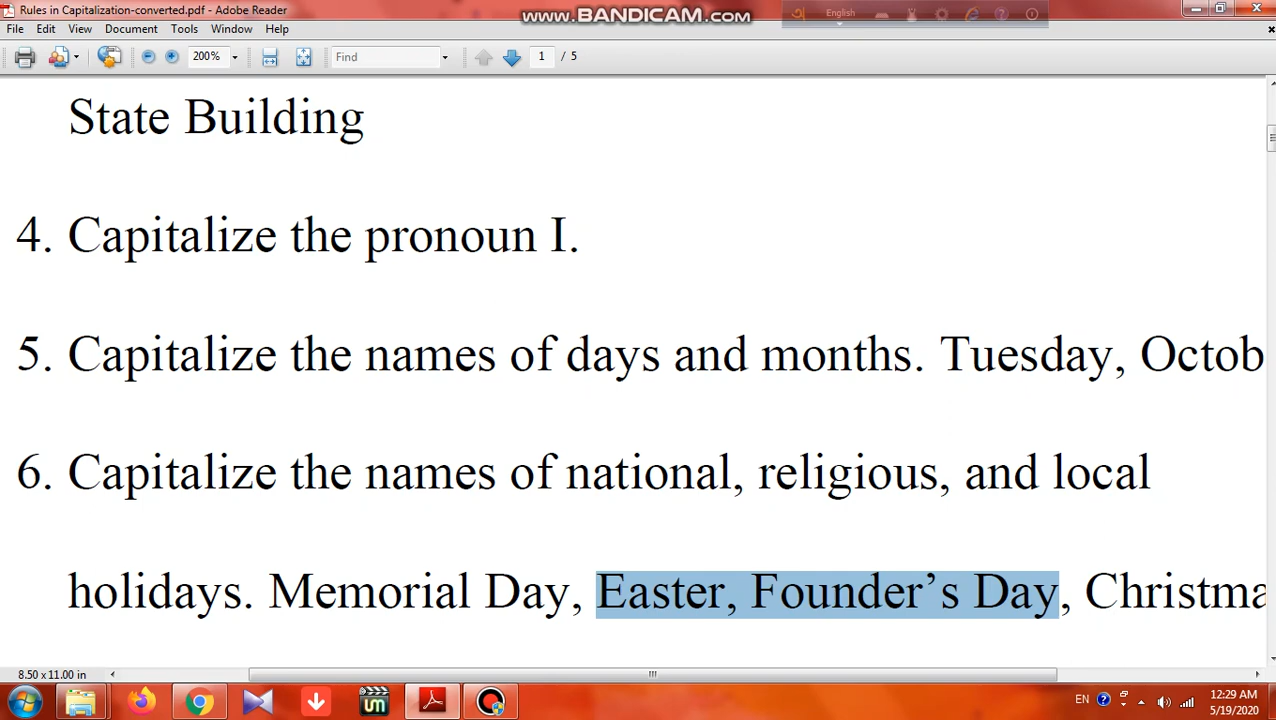 Rules in Capitalization-converted.pdf - Adobe Reader
www.BANDICAM.com
English
File Edit View Document Tools Window Help
200% Find 1 / 5
State Building
4. Capitalize the pronoun I.
5. Capitalize the names of days and months. Tuesday, Octob
6. Capitalize the names of national, religious, and local
holidays. Memorial Day, Easter, Founder’s Day, Christma
8.50 x 11.00 in
um
EN
12:29 AM
5/19/2020